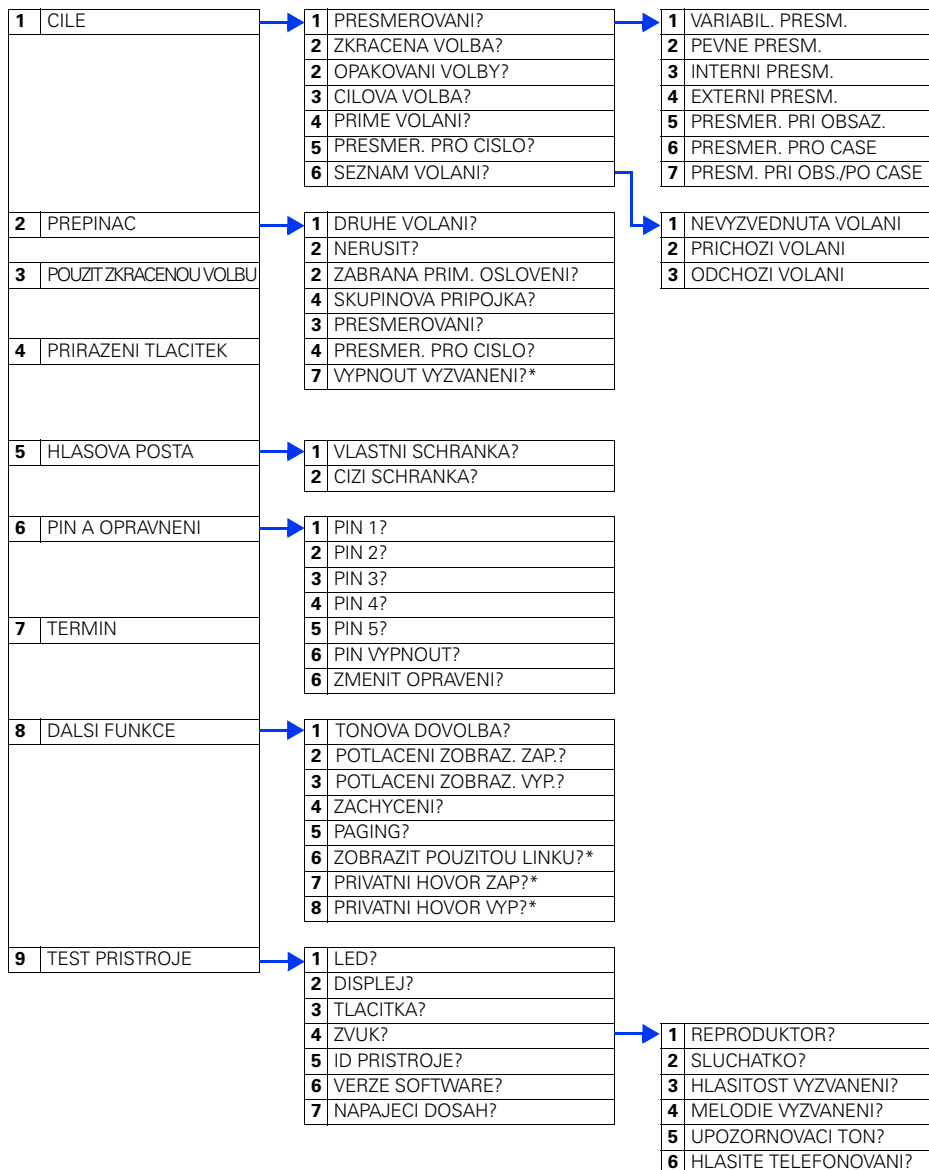 1 CILE
1 PRESMEROVANI?
2 ZKRACENA VOLBA?
2 OPAKOVANI VOLBY?
3 CILOVA VOLBA?
4 PRIME VOLANI?
5 PRESMER. PRO CISLO?
6 SEZNAM VOLANI?
1 VARIABIL. PRESM.
2 PEVNE PRESM.
3 INTERNI PRESM.
4 EXTERNI PRESM.
5 PRESMER. PRI OBSAZ.
6 PRESMER. PRO CASE
7 PRESM. PRI OBS./PO CASE
1 NEVYZVEDNUTA VOLANI
2 PRICHOZI VOLANI
3 ODCHOZI VOLANI
2 PREPINAC
1 DRUHE VOLANI?
2 NERUSIT?
2 ZABRANA PRIM. OSLOVENI?
4 SKUPINOVA PRIPOJKA?
3 PRESMEROVANI?
4 PRESMER. PRO CISLO?
7 VYPNOUT VYZVANENI?*
3 POUZIT ZKRACENOU VOLBU
4 PRIRAZENI TLACITEK
5 HLASOVA POSTA
1 VLASTNI SCHRANKA?
2 CIZI SCHRANKA?
6 PIN A OPRAVNENI
1 PIN 1?
2 PIN 2?
3 PIN 3?
4 PIN 4?
5 PIN 5?
6 PIN VYPNOUT?
6 ZMENIT OPRAVENI?
7 TERMIN
8 DALSI FUNKCE
1 TONOVA DOVOLBA?
2 POTLACENI ZOBRAZ. ZAP.?
3 POTLACENI ZOBRAZ. VYP.?
4 ZACHYCENI?
5 PAGING?
6 ZOBRAZIT POUZITOU LINKU?*
7 PRIVATNI HOVOR ZAP?*
8 PRIVATNI HOVOR VYP?*
9 TEST PRISTROJE
1 LED?
2 DISPLEJ?
3 TLACITKA?
4 ZVUK?
5 ID PRISTROJE?
6 VERZE SOFTWARE?
7 NAPAJECI DOSAH?
1 REPRODUKTOR?
2 SLUCHATKO?
3 HLASITOST VYZVANENI?
4 MELODIE VYZVANENI?
5 UPOZORNOVACI TON?
6 HLASITE TELEFONOVANI?